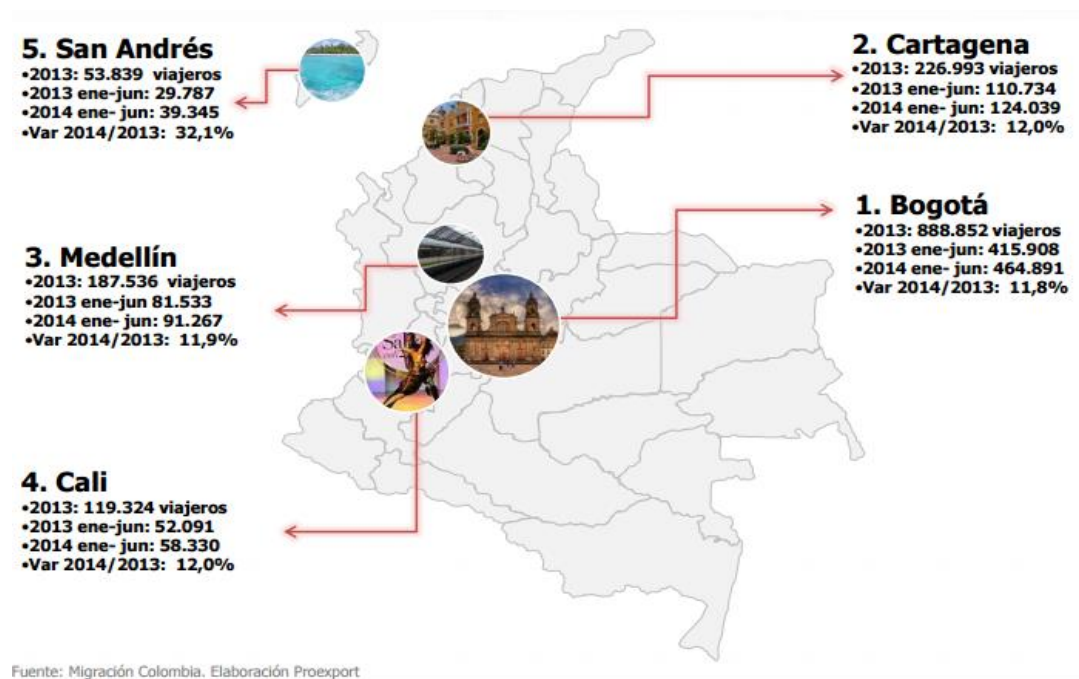 5. San Andrés
•2013: 53.839 viajeros
•2013 ene-jun: 29.787
•2014 ene- jun: 39.345
•Var 2014/2013: 32,1%
2. Cartagena
•2013: 226.993 viajeros
•2013 ene-jun: 110.734
•2014 ene- jun: 124.039
•Var 2014/2013: 12,0%
1. Bogotá
•2013: 888.852 viajeros
•2013 ene-jun: 415.908
•2014 ene- jun: 464.891
•Var 2014/2013: 11,8%
3. Medellín
•2013: 187.536 viajeros
•2013 ene-jun 81.533
•2014 ene- jun: 91.267
•Var 2014/2013: 11,9%
4. Cali
•2013: 119.324 viajeros
•2013 ene-jun: 52.091
•2014 ene- jun: 58.330
•Var 2014/2013: 12,0%
Fuente: Migración Colombia. Elaboración Proexport